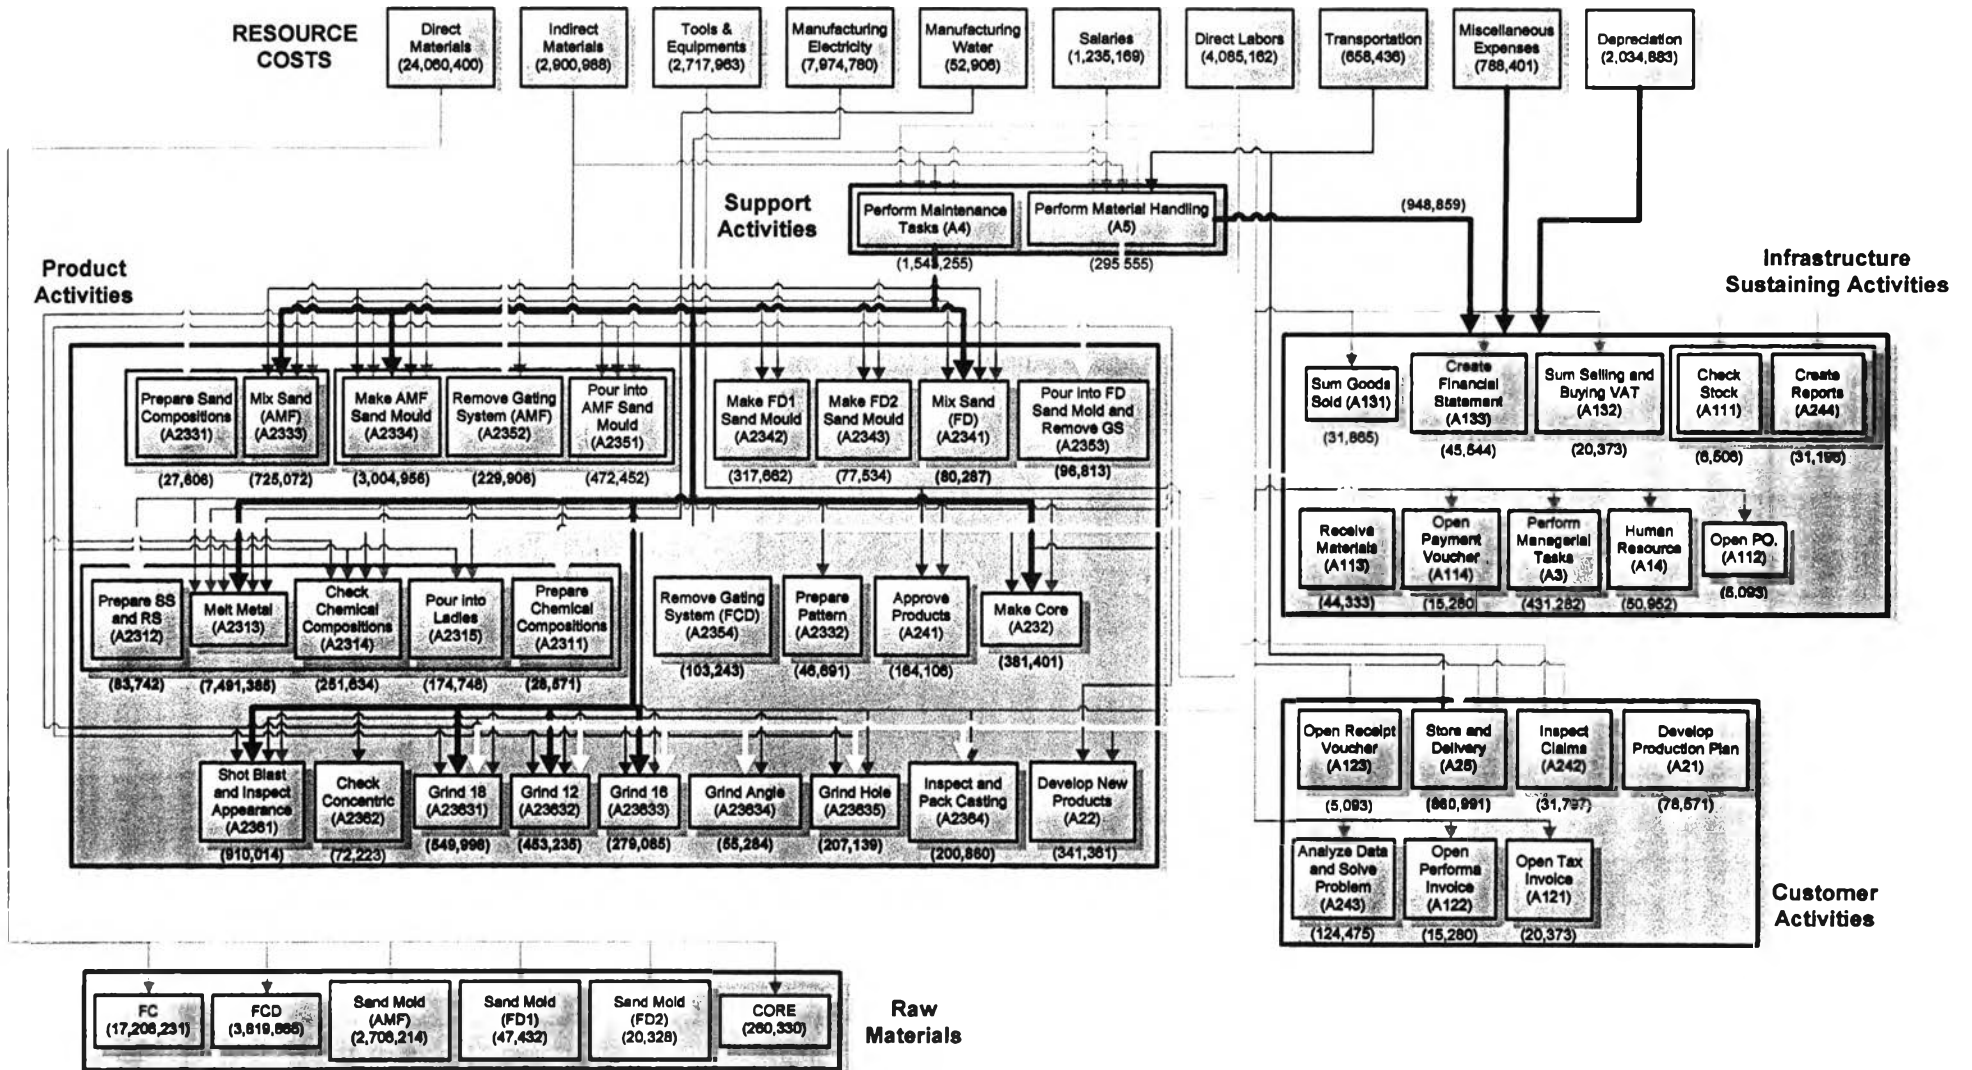 RESOURCE
COSTS
Direct
Materials
(24,060,400)
Indirect
Materials
(2,900,988)
Tools &
Equipments
(2,717,963)
Manufacturing
Electricity
(7,974,780)
Manufacturing
Water
(52,906)
Salaries
(1,235,169)
Direct Labors
(4,085,162)
Transportation
(658,436)
Miscellaneous
Expenses
(788,401)
Depreciation
(2,034,883)
Support
Activities
Perform Maintenance
Tasks (A4)
Perform Material Handling
(A5)
(295,555)
(948,859)
Product
Activities
Infrastructure
Sustaining Activities
Prepare Sand
Compositions
(A2331)
(27,606)
Mix Sand
(AMF)
(A2333)
(725,072)
Make AMF
Sand Mould
(A2334)
(3,004,956)
Remove Gating
System (AMF)
(A2352)
(229,906)
Pour into
AMF Sand
Mould
(A2351)
(472,452)
Make FD1
Sand Mould
(A2342)
(317,662)
Make FD2
Sand Mould
(A2343)
(77,534)
Mix Sand
(FD)
(A2341)
(80,287)
Pour into FD
Sand Mold and
Remove GS
(A2353)
(96,813)
Sum Goods
Sold (A131)
(31,865)
Create
Financial
Statement
(A133)
(45,544)
Sum Selling and
Buying VAT
(A132)
(20,373)
Check
Stock
(A111)
(6,506)
Create
Reports
(A244)
(31,196)
Receive
Materials
(A113)
(44,333)
Open
Payment
Voucher
(A114)
(15,280
Perform
Managerial
Tasks
(A3)
(431,282)
Human
Resource
(A14)
(50,952)
Open PO.
(A112)
(5,093)
Prepare SS
and RS
(A2312)
(83,742)
Melt Metal
(A2313)
(7,491,385)
Check
Chemical
Compositions
(A2314)
(251,634)
Pour into
Ladles
(A2315)
(174,748)
Prepare
Chemical
Compositions
(A2311)
(28,571)
Remove Gating
System (FCD)
(A2354)
(103,243)
Prepare
Pattern
(A2332)
(46,691)
Approve
Products
(A241)
(164,106)
Make Core
(A232)
(381,401)
Shot Blast
and Inspect
Appearance
(A2361)
(910,014)
Check
Concentric
(A2362)
(72,223)
Grind 18
(A23631)
(549,996)
Grind 12
(A23632)
(453,235)
Grind 16
(A23633)
(279,085)
Grind Angle
(A23634)
(55,284)
Grind Hole
(A23635)
(207,139)
Inspect and
Pack Casting
(A2364)
(200,860)
Develop New
Products
(A22)
(341,361)
Open Receipt
Voucher
(A123)
(5,093)
Store and
Delivery
(A25)
(860,991)
Inspect
Claims
(A242)
(31,797)
Develop
Production Plan
(A21)
(78,571)
Analyze Data
and Solve
Problem
(A243)
(124,475)
Open
Performa
Invoice
(A122)
(15,280)
Open Tax
Invoice
(A121)
(20,373)
Customer
Activities
FC
(17,206,231)
FCD
(3,819,865)
Sand Mold
(AMF)
(2,706,214)
Sand Mold
(FD1)
(47,432)
Sand Mold
(FD2)
(20,328)
CORE
(260,330)
Raw
Materials